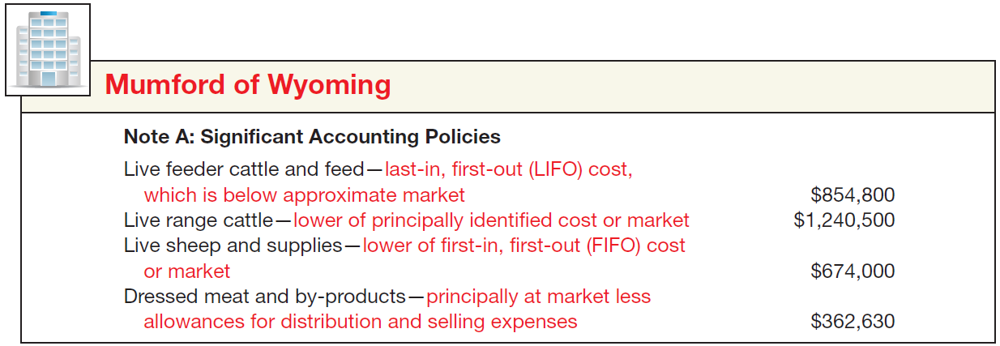 Mumford of Wyoming
Note A: Significant Accounting Policies
Live feeder cattle and feed—last-in, first-out (LIFO) cost,
which is below approximate market $854,800
Live range cattle—lower of principally identified cost or market $1,240,500
Live sheep and supplies—lower of first-in, first-out (FIFO) cost
or market $674,000
Dressed meat and by-products—principally at market less
allowances for distribution and selling expenses $362,630